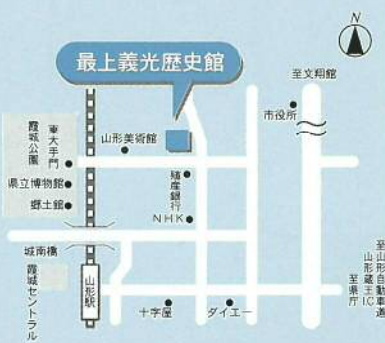 N
最上義光歴史館
至文翔館
市役所
霞城公園
東大手門
山形美術館
県立博物館
郷土館
殖産銀行
NHK
城南橋
霞城セントラル
山形駅
十字屋
ダイエー
至山形自動車道
山形蔵王IC
至県庁